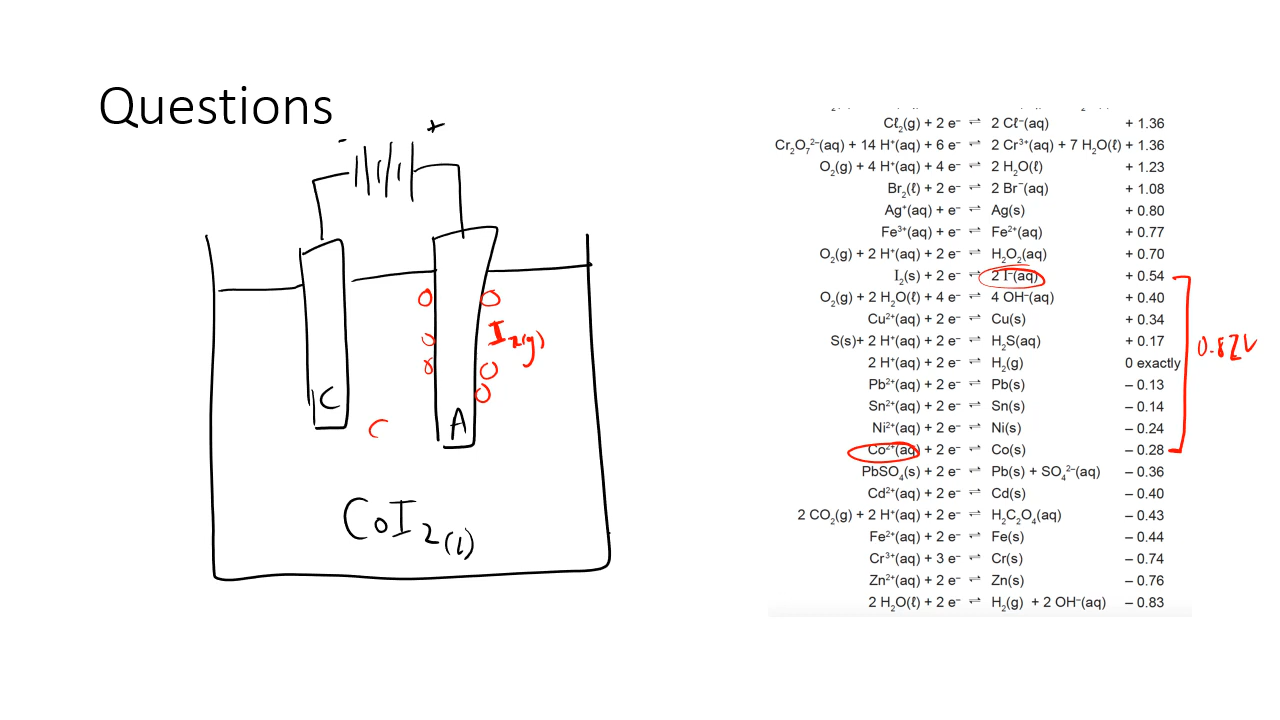 Questions
- +
C
A
I₂(g)
C
CoI₂(l)
Cℓ₂(g) + 2 e⁻ ⇌ 2 Cℓ⁻(aq) + 1.36
Cr₂O₇²⁻(aq) + 14 H⁺(aq) + 6 e⁻ ⇌ 2 Cr³⁺(aq) + 7 H₂O(ℓ) + 1.36
O₂(g) + 4 H⁺(aq) + 4 e⁻ ⇌ 2 H₂O(ℓ) + 1.23
Br₂(ℓ) + 2 e⁻ ⇌ 2 Br⁻(aq) + 1.08
Ag⁺(aq) + e⁻ ⇌ Ag(s) + 0.80
Fe³⁺(aq) + e⁻ ⇌ Fe²⁺(aq) + 0.77
O₂(g) + 2 H⁺(aq) + 2 e⁻ ⇌ H₂O₂(aq) + 0.70
I₂(s) + 2 e⁻ ⇌ 2 I⁻(aq) + 0.54
O₂(g) + 2 H₂O(ℓ) + 4 e⁻ ⇌ 4 OH⁻(aq) + 0.40
Cu²⁺(aq) + 2 e⁻ ⇌ Cu(s) + 0.34
S(s)+ 2 H⁺(aq) + 2 e⁻ ⇌ H₂S(aq) + 0.17
0.82V
2 H⁺(aq) + 2 e⁻ ⇌ H₂(g) 0 exactly
Pb²⁺(aq) + 2 e⁻ ⇌ Pb(s) – 0.13
Sn²⁺(aq) + 2 e⁻ ⇌ Sn(s) – 0.14
Ni²⁺(aq) + 2 e⁻ ⇌ Ni(s) – 0.24
Co²⁺(aq) + 2 e⁻ ⇌ Co(s) – 0.28
PbSO₄(s) + 2 e⁻ ⇌ Pb(s) + SO₄²⁻(aq) – 0.36
Cd²⁺(aq) + 2 e⁻ ⇌ Cd(s) – 0.40
2 CO₂(g) + 2 H⁺(aq) + 2 e⁻ ⇌ H₂C₂O₄(aq) – 0.43
Fe²⁺(aq) + 2 e⁻ ⇌ Fe(s) – 0.44
Cr³⁺(aq) + 3 e⁻ ⇌ Cr(s) – 0.74
Zn²⁺(aq) + 2 e⁻ ⇌ Zn(s) – 0.76
2 H₂O(ℓ) + 2 e⁻ ⇌ H₂(g) + 2 OH⁻(aq) – 0.83